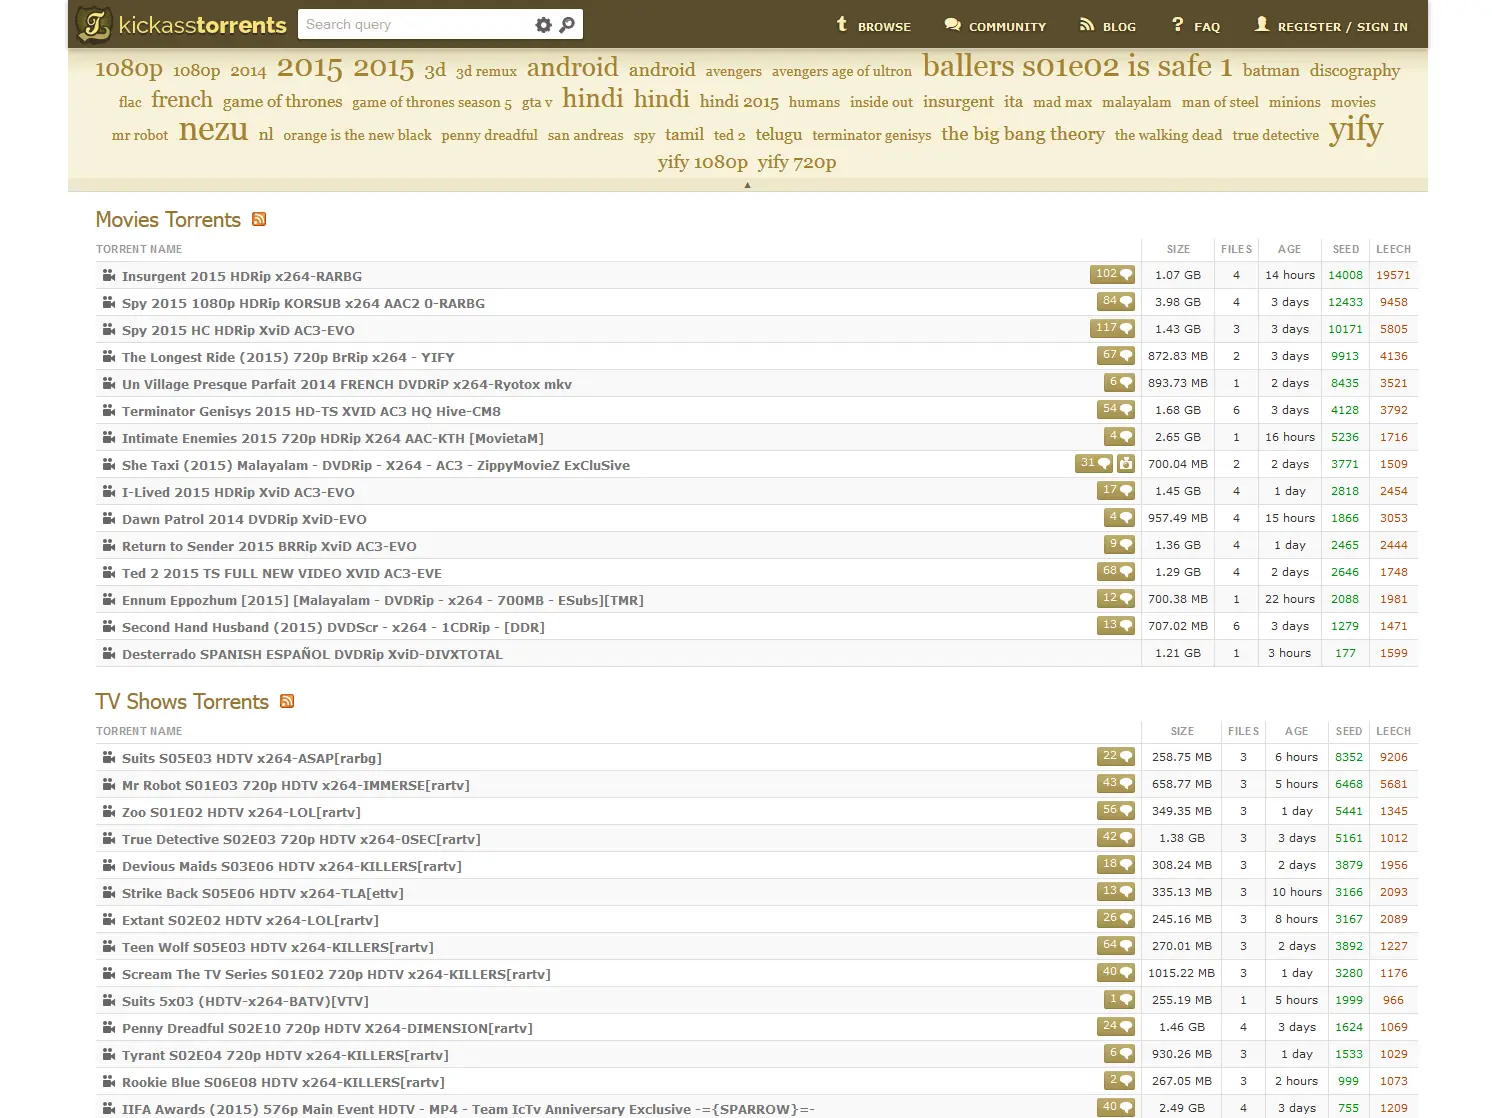 kickasstorrents Search query t BROWSE COMMUNITY BLOG ? FAQ REGISTER / SIGN IN
1080p 1080p 2014 2015 2015 3d 3d remux android android avengers avengers age of ultron ballers s01e02 is safe 1 batman discography
flac french game of thrones game of thrones season 5 gta v hindi hindi hindi 2015 humans inside out insurgent ita mad max malayalam man of steel minions movies
mr robot nezu nl orange is the new black penny dreadful san andreas spy tamil ted 2 telugu terminator genisys the big bang theory the walking dead true detective yify
yify 1080p yify 720p
Movies Torrents
TORRENT NAME SIZE FILES AGE SEED LEECH
Insurgent 2015 HDRip x264-RARBG 102 1.07 GB 4 14 hours 14008 19571
Spy 2015 1080p HDRip KORSUB x264 AAC2 0-RARBG 84 3.98 GB 4 3 days 12433 9458
Spy 2015 HC HDRip XviD AC3-EVO 117 1.43 GB 3 3 days 10171 5805
The Longest Ride (2015) 720p BrRip x264 - YIFY 67 872.83 MB 2 3 days 9913 4136
Un Village Presque Parfait 2014 FRENCH DVDRiP x264-Ryotox mkv 6 893.73 MB 1 2 days 8435 3521
Terminator Genisys 2015 HD-TS XVID AC3 HQ Hive-CM8 54 1.68 GB 6 3 days 4128 3792
Intimate Enemies 2015 720p HDRip X264 AAC-KTH [MovietaM] 4 2.65 GB 1 16 hours 5236 1716
She Taxi (2015) Malayalam - DVDRip - X264 - AC3 - ZippyMovieZ ExCluSive 31 700.04 MB 2 2 days 3771 1509
I-Lived 2015 HDRip XviD AC3-EVO 17 1.45 GB 4 1 day 2818 2454
Dawn Patrol 2014 DVDRip XviD-EVO 4 957.49 MB 4 15 hours 1866 3053
Return to Sender 2015 BRRip XviD AC3-EVO 9 1.36 GB 4 1 day 2465 2444
Ted 2 2015 TS FULL NEW VIDEO XVID AC3-EVE 68 1.29 GB 4 2 days 2646 1748
Ennum Eppozhum [2015] [Malayalam - DVDRip - x264 - 700MB - ESubs][TMR] 12 700.38 MB 1 22 hours 2088 1981
Second Hand Husband (2015) DVDScr - x264 - 1CDRip - [DDR] 13 707.02 MB 6 3 days 1279 1471
Desterrado SPANISH ESPAÑOL DVDRip XviD-DIVXTOTAL 1.21 GB 1 3 hours 177 1599
TV Shows Torrents
TORRENT NAME SIZE FILES AGE SEED LEECH
Suits S05E03 HDTV x264-ASAP[rarbg] 22 258.75 MB 3 6 hours 8352 9206
Mr Robot S01E03 720p HDTV x264-IMMERSE[rartv] 43 658.77 MB 3 5 hours 6468 5681
Zoo S01E02 HDTV x264-LOL[rartv] 56 349.35 MB 3 1 day 5441 1345
True Detective S02E03 720p HDTV x264-0SEC[rartv] 42 1.38 GB 3 3 days 5161 1012
Devious Maids S03E06 HDTV x264-KILLERS[rartv] 18 308.24 MB 3 2 days 3879 1956
Strike Back S05E06 HDTV x264-TLA[ettv] 13 335.13 MB 3 10 hours 3166 2093
Extant S02E02 HDTV x264-LOL[rartv] 26 245.16 MB 3 8 hours 3167 2089
Teen Wolf S05E03 HDTV x264-KILLERS[rartv] 64 270.01 MB 3 2 days 3892 1227
Scream The TV Series S01E02 720p HDTV x264-KILLERS[rartv] 40 1015.22 MB 3 1 day 3280 1176
Suits 5x03 (HDTV-x264-BATV)[VTV] 1 255.19 MB 1 5 hours 1999 966
Penny Dreadful S02E10 720p HDTV X264-DIMENSION[rartv] 24 1.46 GB 4 3 days 1624 1069
Tyrant S02E04 720p HDTV x264-KILLERS[rartv] 6 930.26 MB 3 1 day 1533 1029
Rookie Blue S06E08 HDTV x264-KILLERS[rartv] 2 267.05 MB 3 2 hours 999 1073
IIFA Awards (2015) 576p Main Event HDTV - MP4 - Team IcTv Anniversary Exclusive -={SPARROW}=- 40 2.49 GB 4 3 days 755 1209